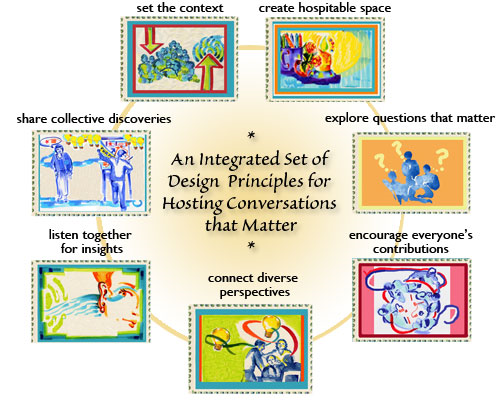 set the context
create hospitable space
share collective discoveries
explore questions that matter
*
An Integrated Set of
Design Principles for
Hosting Conversations
that Matter
*
listen together
for insights
encourage everyone's
contributions
connect diverse
perspectives
? ? ?